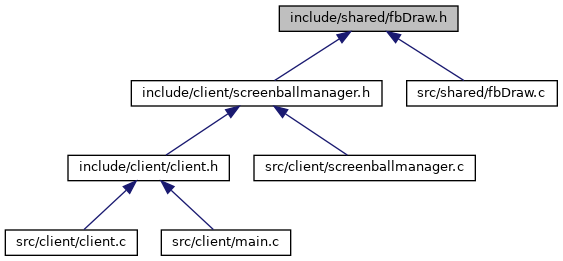 include/shared/fbDraw.h
include/client/screenballmanager.h
src/shared/fbDraw.c
include/client/client.h
src/client/screenballmanager.c
src/client/client.c
src/client/main.c